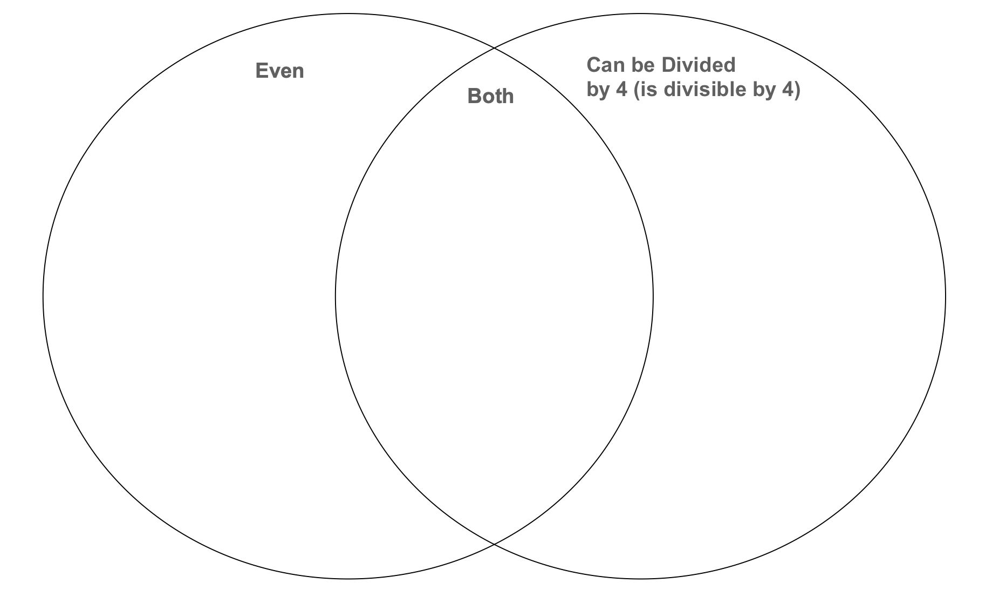 Even
Both
Can be Divided
by 4 (is divisible by 4)